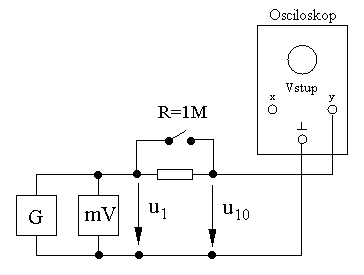 Osciloskop
Vstup
x y
⊥
R=1M
G
mV
u1
u10